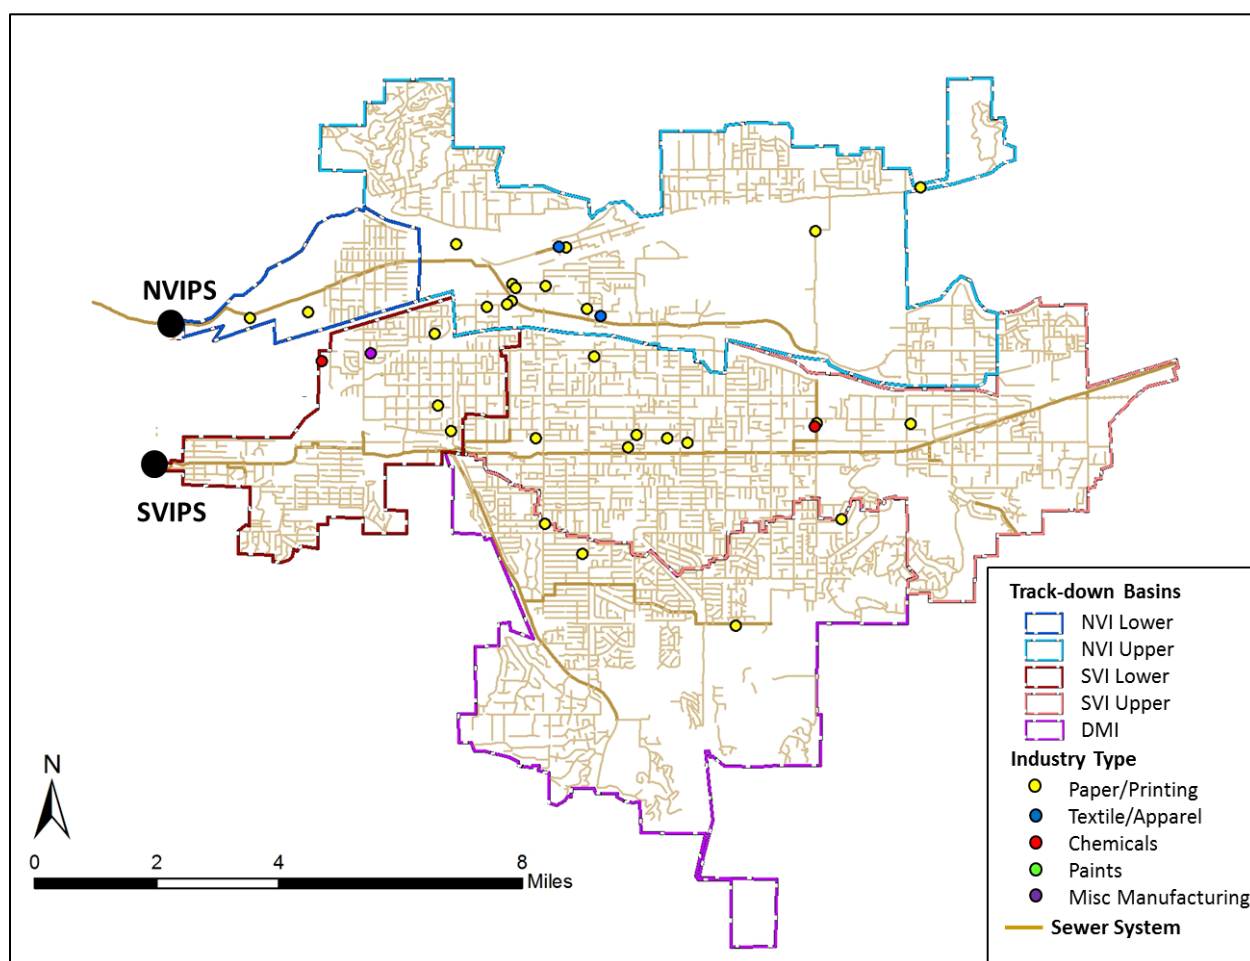 NVIPS
SVIPS
N
0 2 4 8
Miles
Track-down Basins
NVI Lower
NVI Upper
SVI Lower
SVI Upper
DMI
Industry Type
Paper/Printing
Textile/Apparel
Chemicals
Paints
Misc Manufacturing
Sewer System